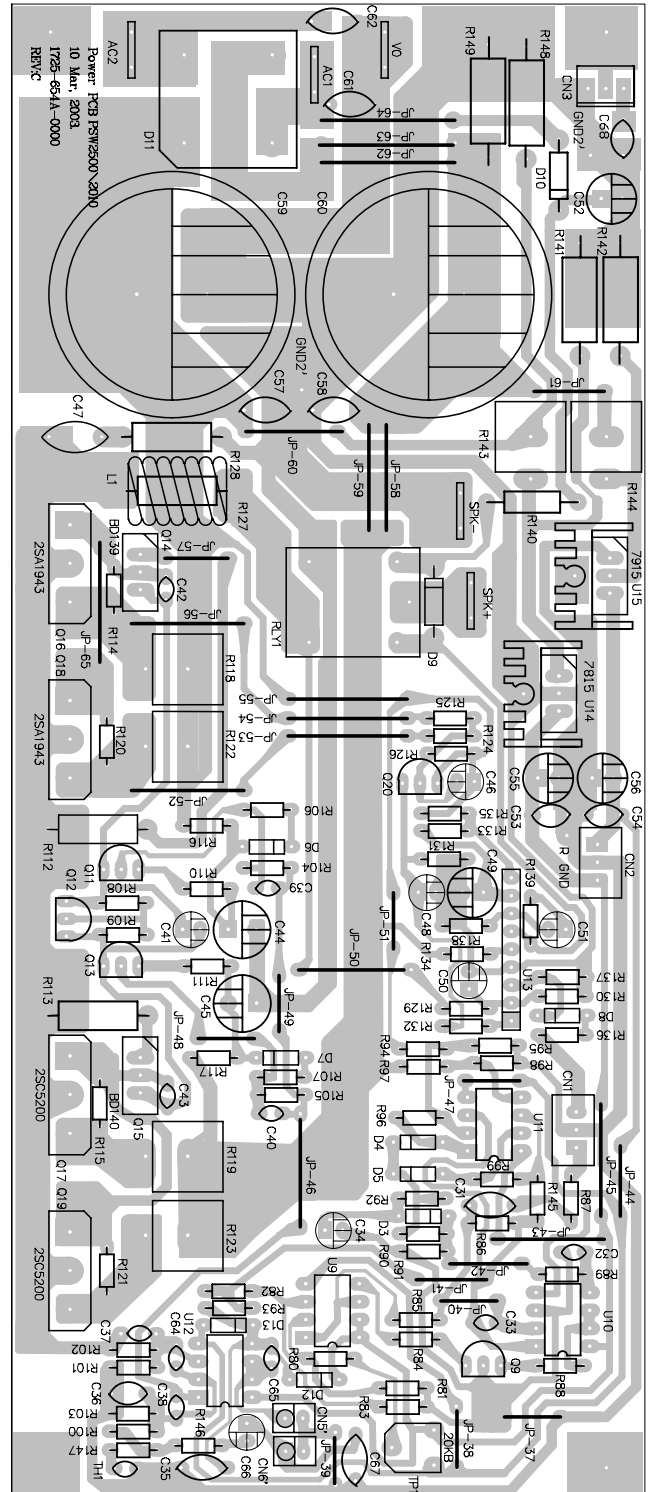 C62
AC2
V0
R149
R148
CN3
Power PCB PSW2500\2010
10 Mar, 2003
1725-654A-0000
REV:C
AC1
C61
GND2'
C68
D11
JP-64
JP-63
JP-62
D10
C52
C59
C60
R141
R142
GND2'
C57
C58
JP-61
C47
R128
JP-60
JP-59
JP-58
R143
R144
L1
R127
SPK-
R140
2SA1943
BD139
Q14
JP-57
C42
7915 U15
R114
JP-65
Q16 Q18
JP-56
RLY1
D9
SPK+
R118
7815 U14
2SA1943
R120
R122
JP-55
JP-54
JP-53
R125
R124
R126
Q20
C46
C55
C56
JP-52
R112
R116
R106
R135
R133
C53
C54
Q11
D6
R104
R131
R GND
CN2
Q12
R108
R110
C39
C49
R139
R109
C41
C44
JP-51
C48
R138
C51
Q13
R111
JP-50
R134
C50
U13
R113
C45
JP-49
R137
R130
D8
R136
JP-48
R129
R132
R117
D7
R107
R105
R94
R97
R95
R98
2SC5200
BD140
Q15
C43
C40
JP-47
U11
CN1
R115
R96
D4
JP-46
D5
R99
JP-45
JP-44
R119
Q17 Q19
R92
C31
R145
R87
2SC5200
R123
C34
D3
R90
R91
R86
JP-43
C32
R121
JP-42
R89
U9
JP-41
JP-40
U10
R82
R93
D13
R85
R84
C33
C37
U12
C64
R102
R101
R80
D12
Q9
R88
C36
C38
C65
R81
R83
R103
R100
R147
R146
CN5'
CN6'
C66
JP-39
C67
20KB
TP1
JP-38
JP-37
TH1
C35